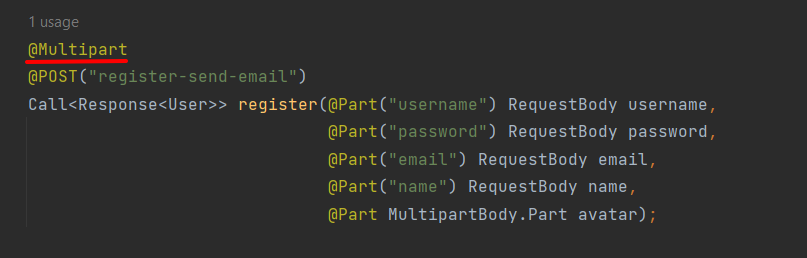 1 usage
@Multipart
@POST("register-send-email")
Call<Response<User>> register(@Part("username") RequestBody username,
@Part("password") RequestBody password,
@Part("email") RequestBody email,
@Part("name") RequestBody name,
@Part MultipartBody.Part avatar);